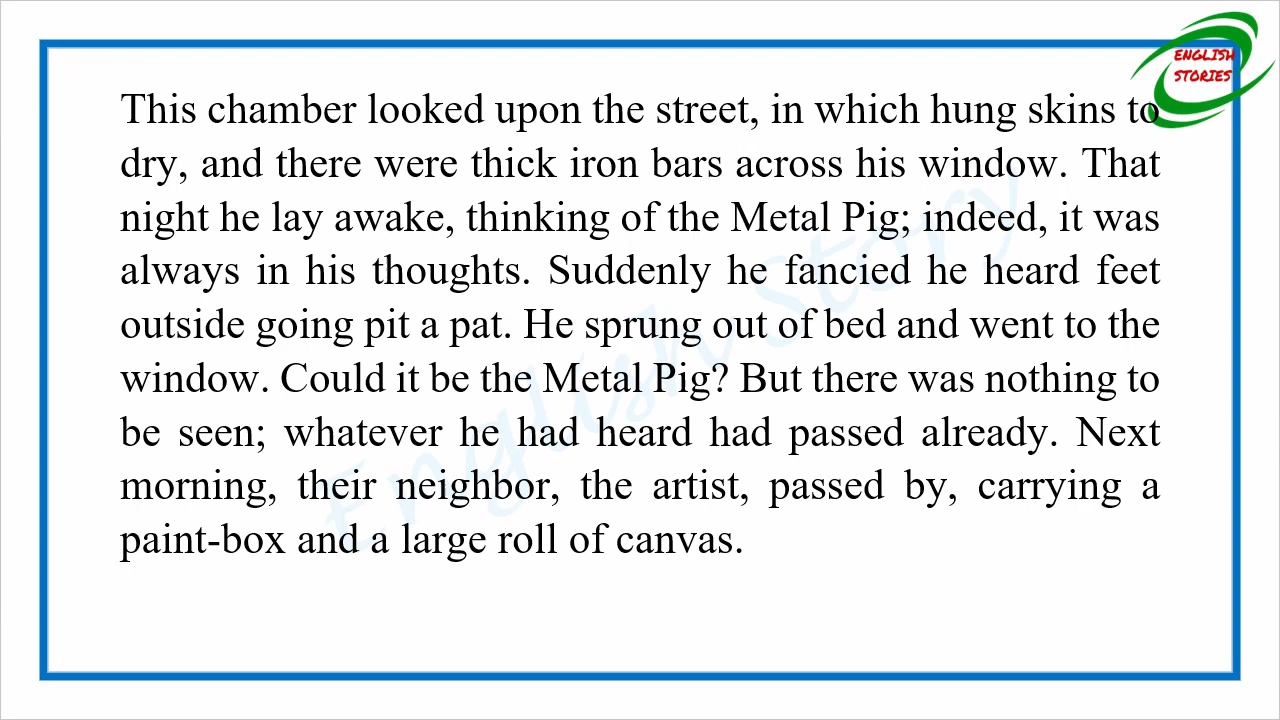 ENGLISH
STORIES
This chamber looked upon the street, in which hung skins to
dry, and there were thick iron bars across his window. That
night he lay awake, thinking of the Metal Pig; indeed, it was
always in his thoughts. Suddenly he fancied he heard feet
outside going pit a pat. He sprung out of bed and went to the
window. Could it be the Metal Pig? But there was nothing to
be seen; whatever he had heard had passed already. Next
morning, their neighbor, the artist, passed by, carrying a
paint-box and a large roll of canvas.
English Story